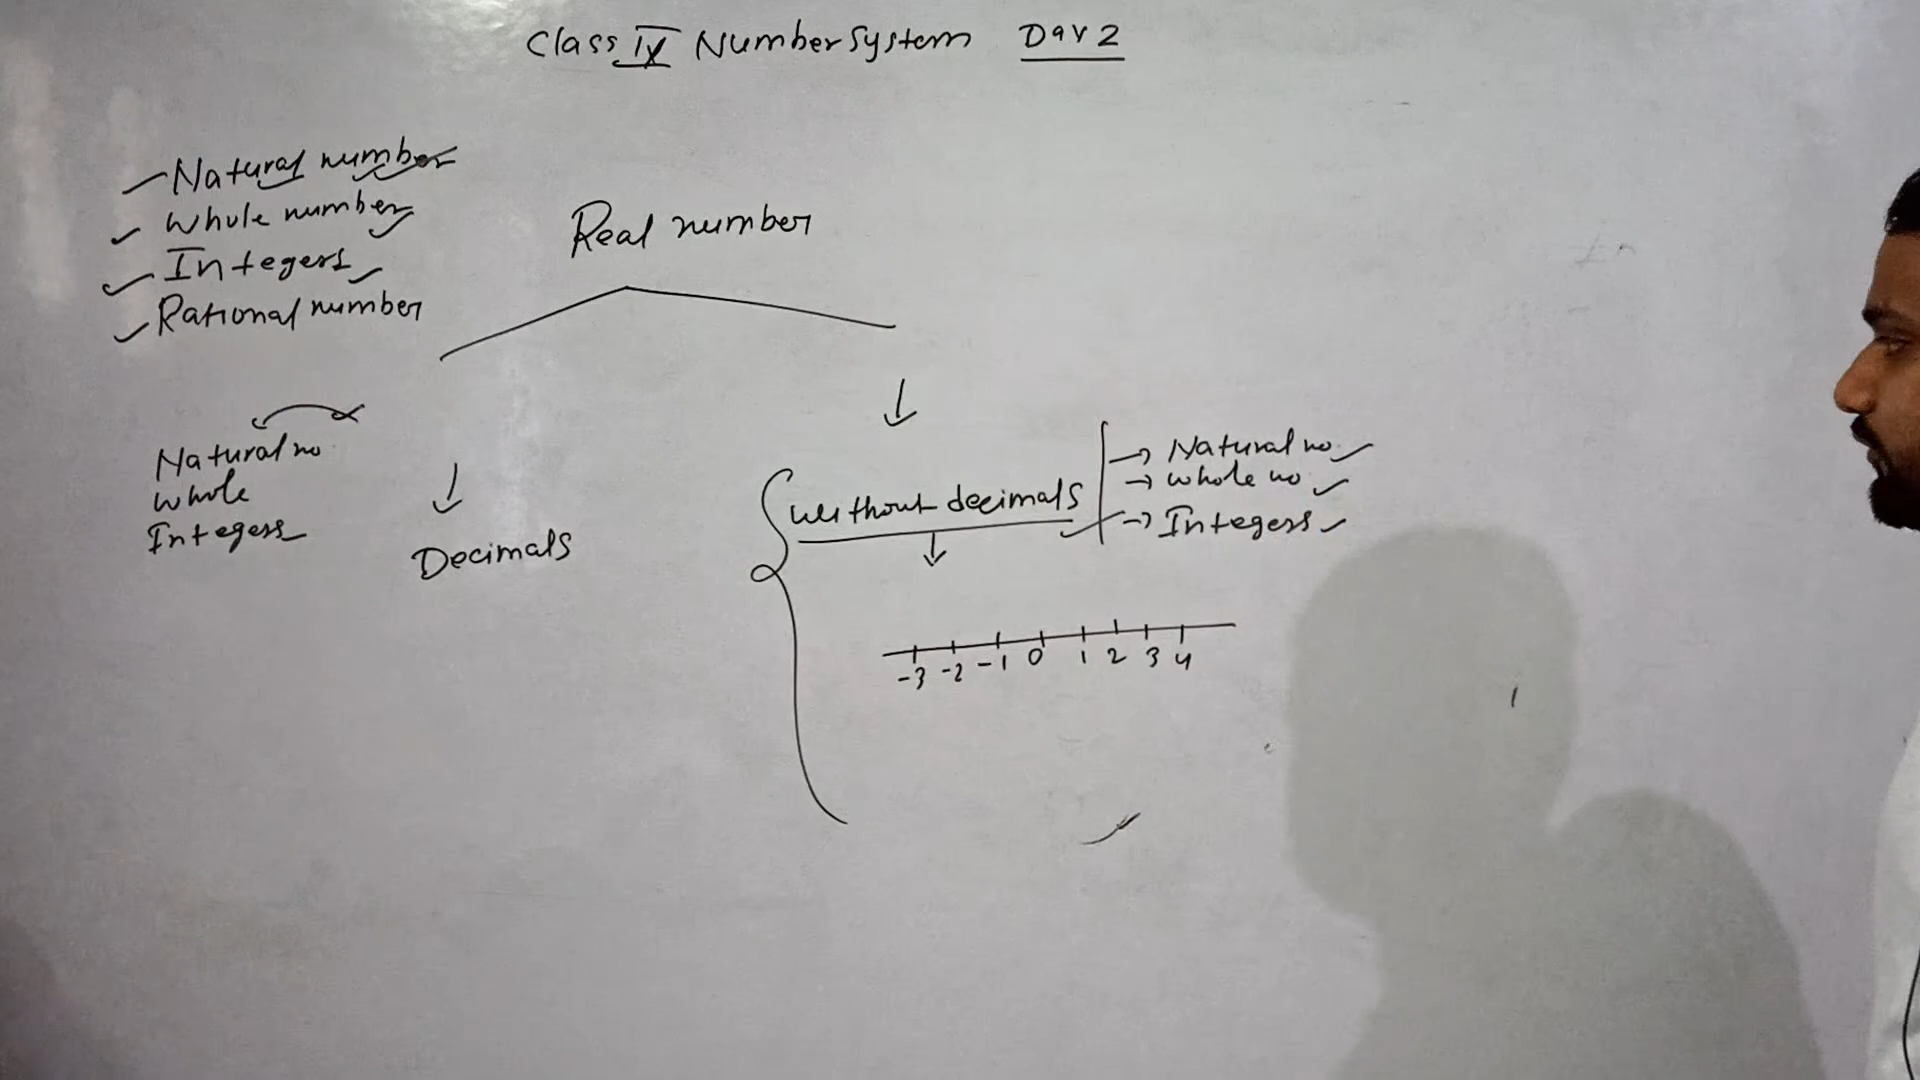 Class IX Number System Day 2
Natural number
Whole number
Integers
Rational number
Real number
Natural no
Whole
Integers
Decimals
without decimals
→ Natural no.
→ Whole no
→ Integers
-3 -2 -1 0 1 2 3 4